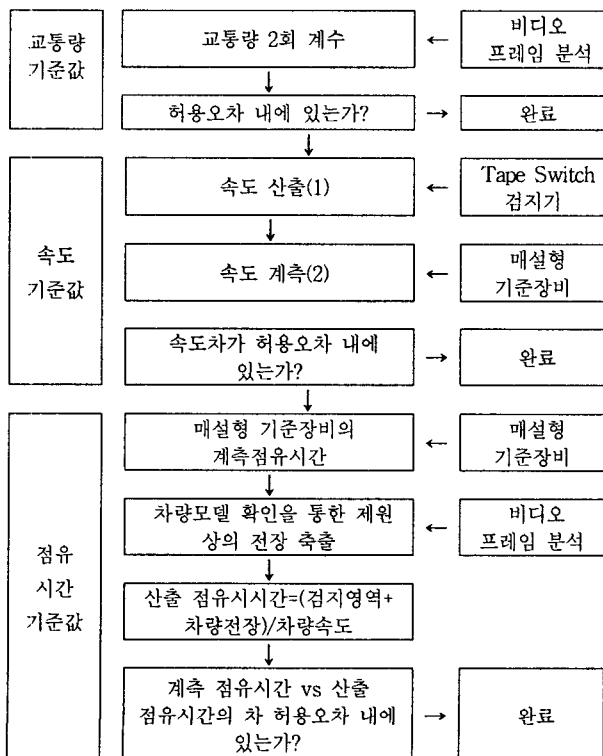 교통량
기준값
교통량 2회 계수
←
비디오
프레임 분석
↓
허용오차 내에 있는가?
→
완료
↓
속도
기준값
속도 산출(1)
←
Tape Switch
검지기
↓
속도 계측(2)
←
매설형
기준장비
속도차가 허용오차 내에
있는가?
→
완료
↓
점유
시간
기준값
매설형 기준장비의
계측점유시간
←
매설형
기준장비
↓
차량모델 확인을 통한 제원
상의 전장 축출
←
비디오
프레임 분석
↓
산출 점유시시간=(검지영역+
차량전장)/차량속도
↓
계측 점유시간 vs 산출
점유시간의 차 허용오차 내에
있는가?
→
완료